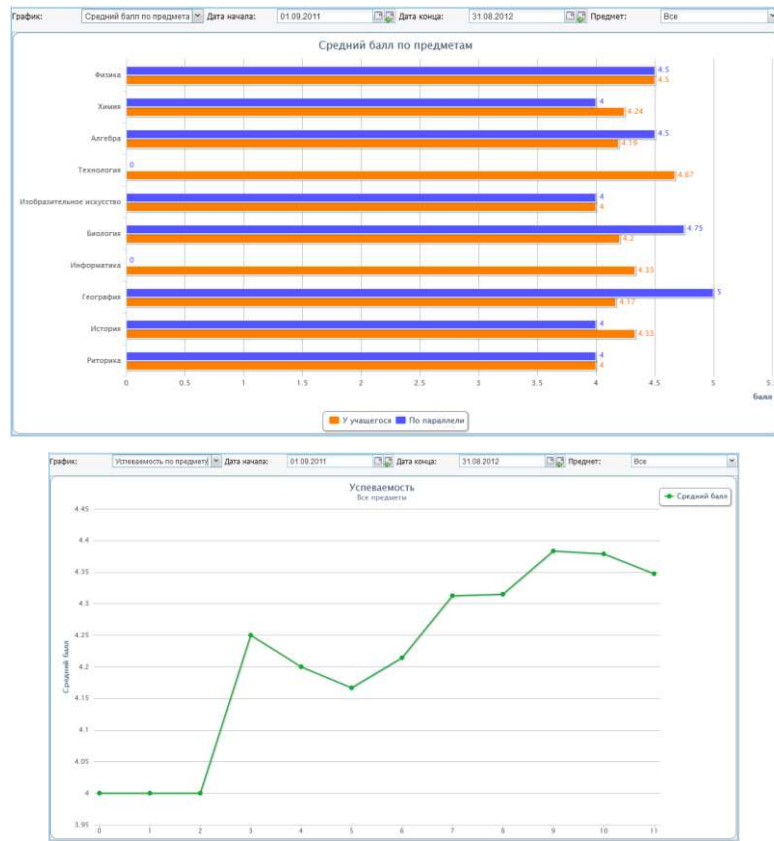 График: Средний балл по предмета Дата начала: 01.09.2011 Дата конца: 31.08.2012 Предмет: Все
Средний балл по предметам
Физика 4.5 4.5
Химия 4 4.24
Алгебра 4.5 4.19
Технология 0 4.67
Изобразительное искусство 4 4
Биология 4.75 4.2
Информатика 0 4.33
География 5 4.17
История 4 4.33
Риторика 4 4
0 0.5 1 1.5 2 2.5 3 3.5 4 4.5 5 5.5
балл
У учащегося По параллели
График: Успеваемость по предмету Дата начала: 01.09.2011 Дата конца: 31.08.2012 Предмет: Все
Успеваемость
Все предметы
Средний балл
4.45
4.4
4.35
4.3
4.25
4.2
4.15
4.1
4.05
4
3.95
Средний балл
0 1 2 3 4 5 6 7 8 9 10 11